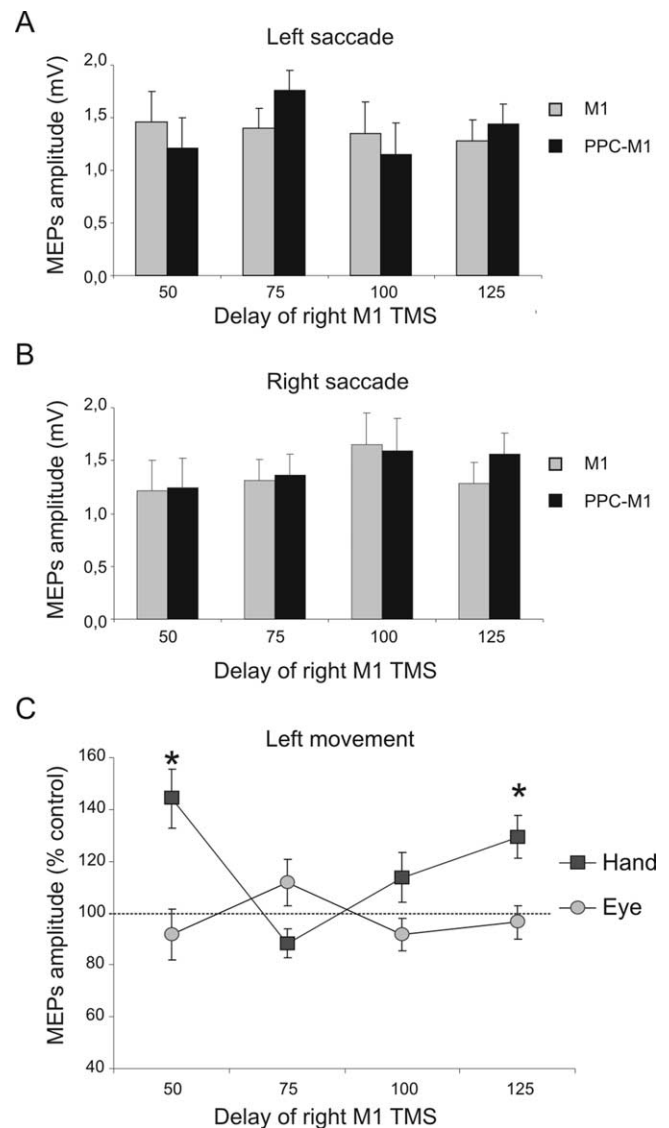 A
Left saccade
MEPs amplitude (mV)
2,0
1,5
1,0
0,5
0,0
50 75 100 125
Delay of right M1 TMS
M1
PPC-M1
B
Right saccade
MEPs amplitude (mV)
2,0
1,5
1,0
0,5
0,0
50 75 100 125
Delay of right M1 TMS
M1
PPC-M1
C
Left movement
MEPs amplitude (% control)
160
140
120
100
80
60
40
* *
50 75 100 125
Delay of right M1 TMS
Hand
Eye